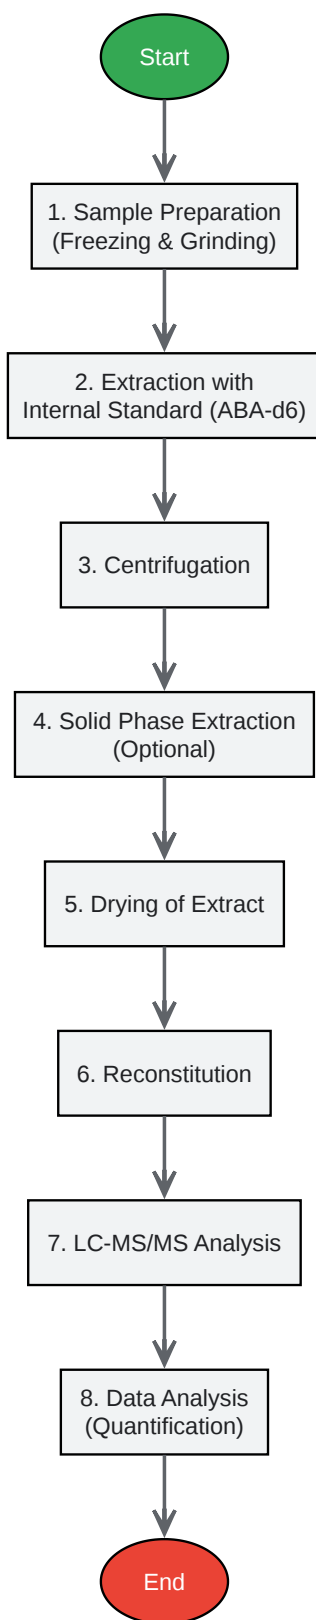 Start
1. Sample Preparation
(Freezing & Grinding)
2. Extraction with
Internal Standard (ABA-d6)
3. Centrifugation
4. Solid Phase Extraction
(Optional)
5. Drying of Extract
6. Reconstitution
7. LC-MS/MS Analysis
8. Data Analysis
(Quantification)
End